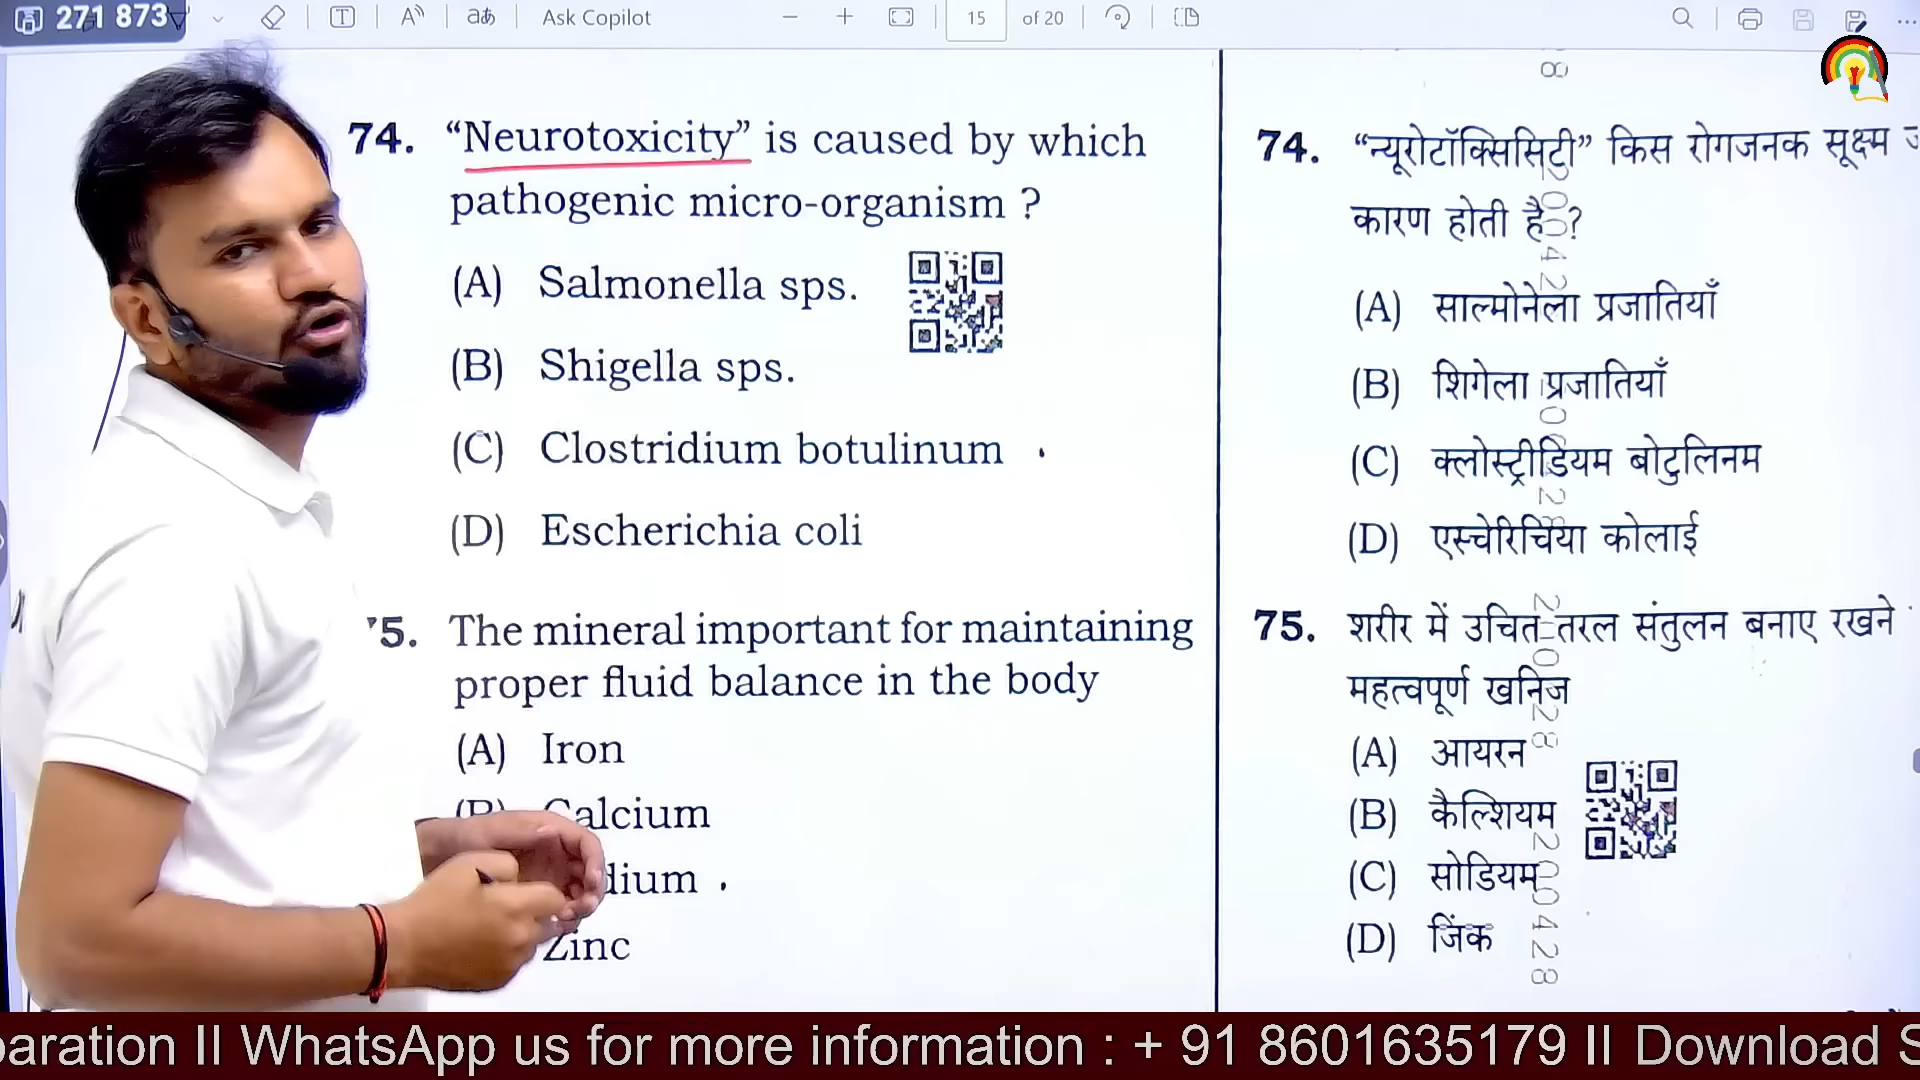 271 873
Ask Copilot
15 of 20
74. “Neurotoxicity” is caused by which
pathogenic micro-organism ?
(A) Salmonella sps.
(B) Shigella sps.
(C) Clostridium botulinum
(D) Escherichia coli
5. The mineral important for maintaining
proper fluid balance in the body
(A) Iron
Calcium
dium
Zinc
74. “न्यूरोटॉक्सिसिटी” किस रोगजनक सूक्ष्म
कारण होती है ?
(A) साल्मोनेला प्रजातियाँ
(B) शिगेला प्रजातियाँ
(C) क्लोस्ट्रीडियम बोटुलिनम
(D) एस्चेरिचिया कोलाई
75. शरीर में उचित तरल संतुलन बनाए रखने
महत्वपूर्ण खनिज
(A) आयरन
(B) कैल्शियम
(C) सोडियम
(D) जिंक
paration II WhatsApp us for more information : + 91 8601635179 II Download S